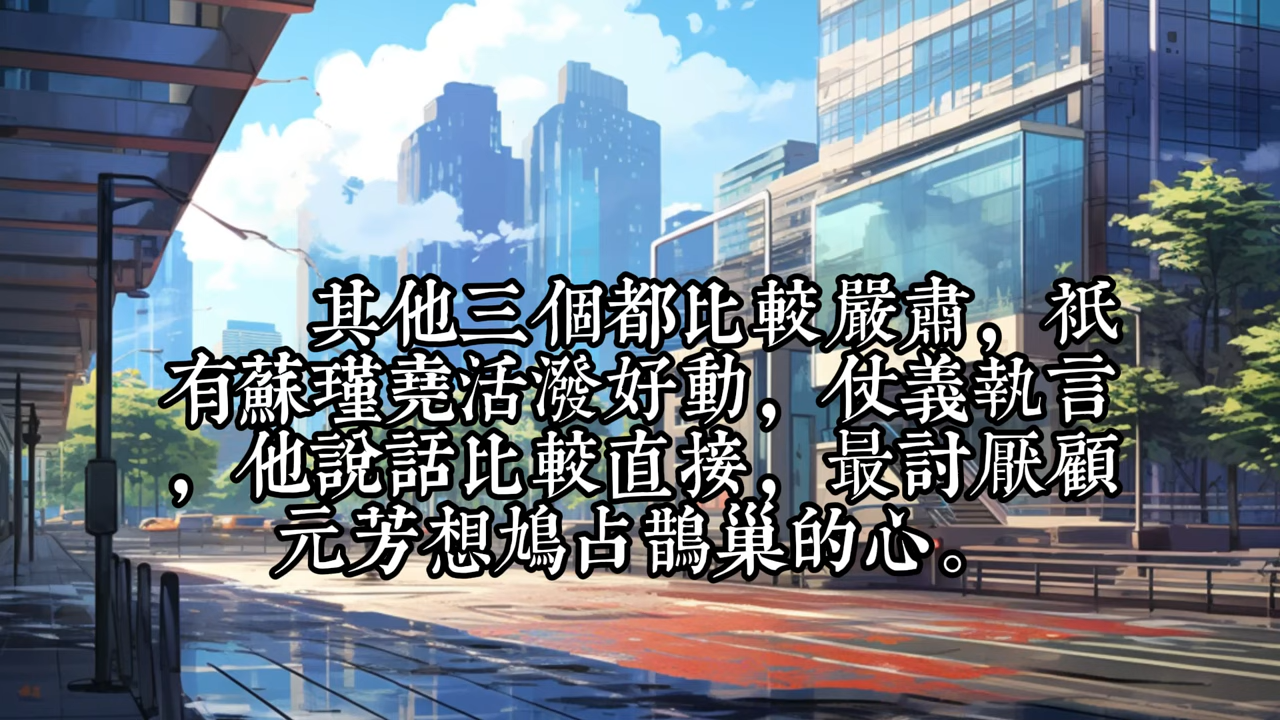 其他三個都比較嚴肅，衹
有蘇瑾堯活潑好動，仗義執言
，他說話比較直接，最討厭顧
元芳想鳩占鵲巢的心。